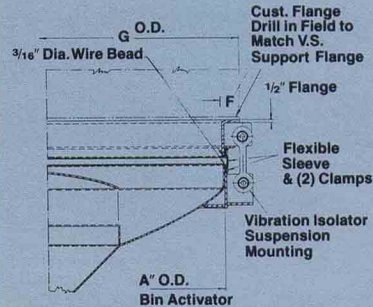 G O.D.
3/16" Dia. Wire Bead
Cust. Flange
Drill in Field to
Match V.S.
Support Flange
F
1/2" Flange
Flexible
Sleeve
& (2) Clamps
Vibration Isolator
Suspension
Mounting
A" O.D.
Bin Activator